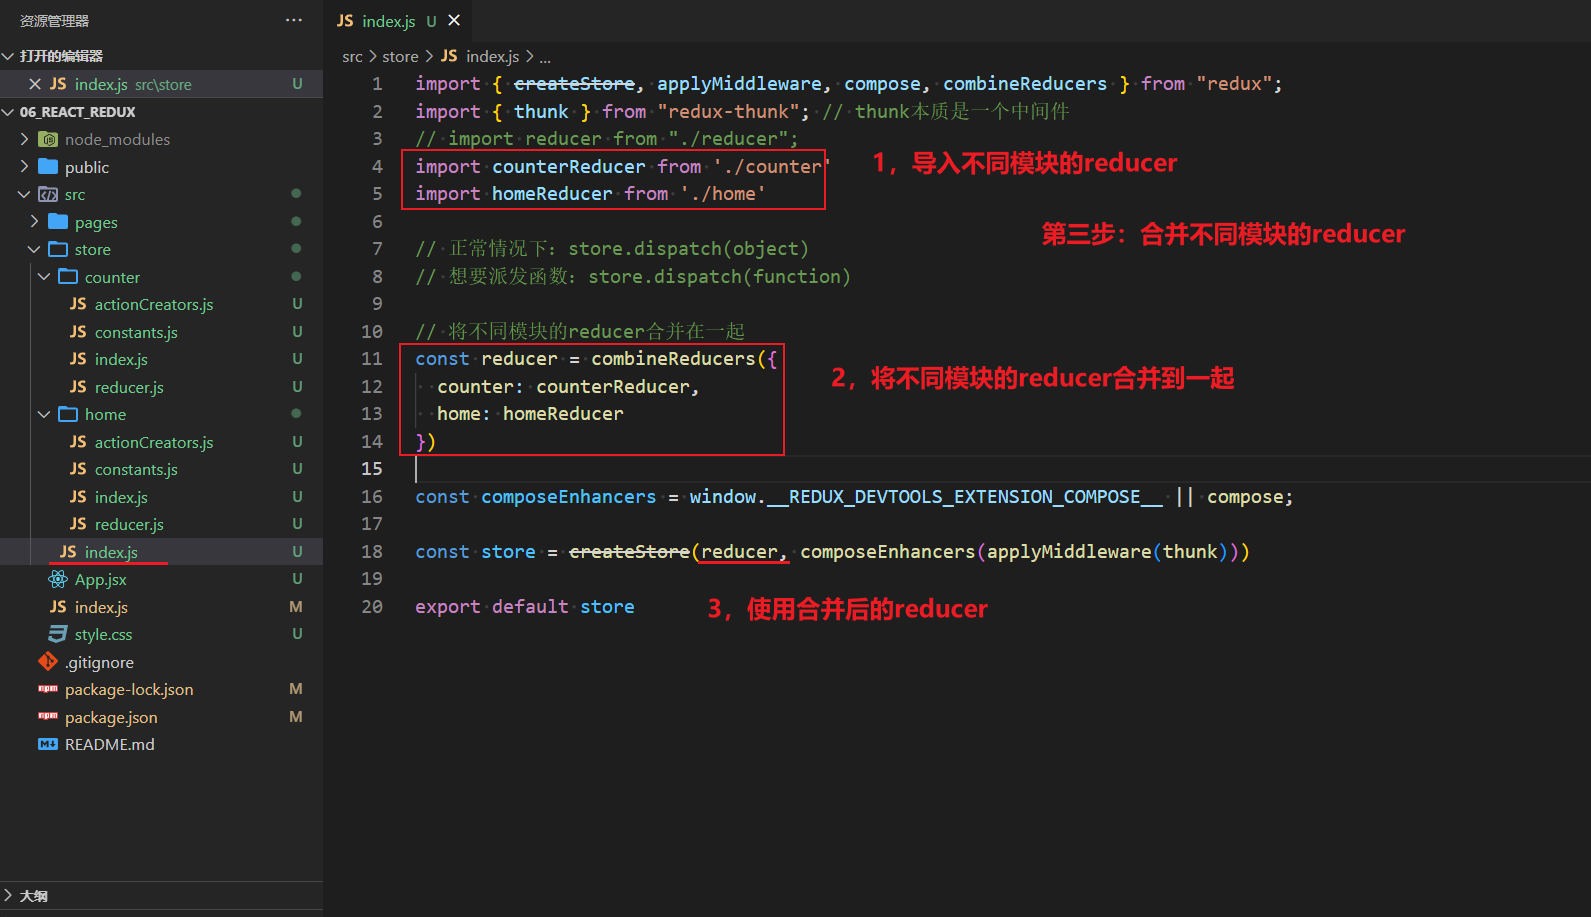 资源管理器
···
打开的编辑器
JS index.js src\store U
06_REACT_REDUX
node_modules
public
src
pages
store
counter
JS actionCreators.js U
JS constants.js U
JS index.js U
JS reducer.js U
home
JS actionCreators.js U
JS constants.js U
JS index.js U
JS reducer.js U
JS index.js U
App.jsx U
JS index.js M
style.css U
.gitignore
npm package-lock.json M
npm package.json M
M↓ README.md
大纲
JS index.js U
src > store > JS index.js > ...
1 import { createStore, applyMiddleware, compose, combineReducers } from "redux";
2 import { thunk } from "redux-thunk"; // thunk本质是一个中间件
3 // import reducer from "./reducer";
4 import counterReducer from './counter'
1，导入不同模块的reducer
5 import homeReducer from './home'
6
第三步：合并不同模块的reducer
7 // 正常情况下：store.dispatch(object)
8 // 想要派发函数：store.dispatch(function)
9
10 // 将不同模块的reducer合并在一起
11 const reducer = combineReducers({
12 counter: counterReducer,
2，将不同模块的reducer合并到一起
13 home: homeReducer
14 })
15
16 const composeEnhancers = window.__REDUX_DEVTOOLS_EXTENSION_COMPOSE__ || compose;
17
18 const store = createStore(reducer, composeEnhancers(applyMiddleware(thunk)))
19
20 export default store
3，使用合并后的reducer